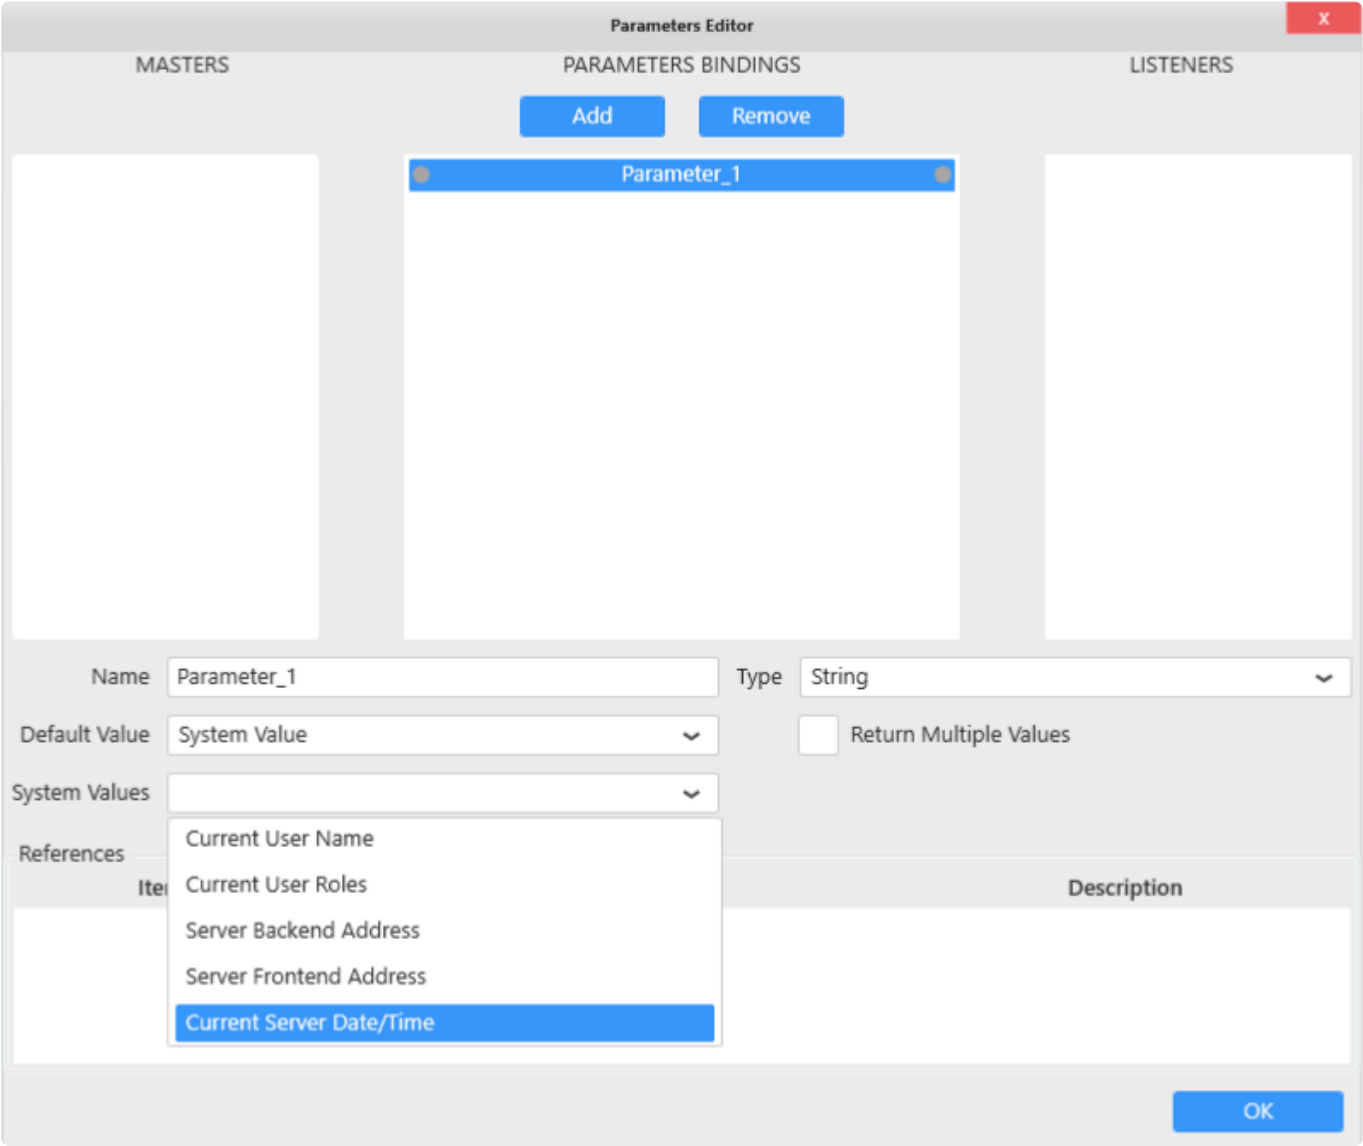 Parameters Editor
x
MASTERS
PARAMETERS BINDINGS
LISTENERS
Add
Remove
Parameter_1
Name
Parameter_1
Type
String
Default Value
System Value
Return Multiple Values
System Values
Current User Name
References
Current User Roles
Description
Server Backend Address
Server Frontend Address
Current Server Date/Time
OK